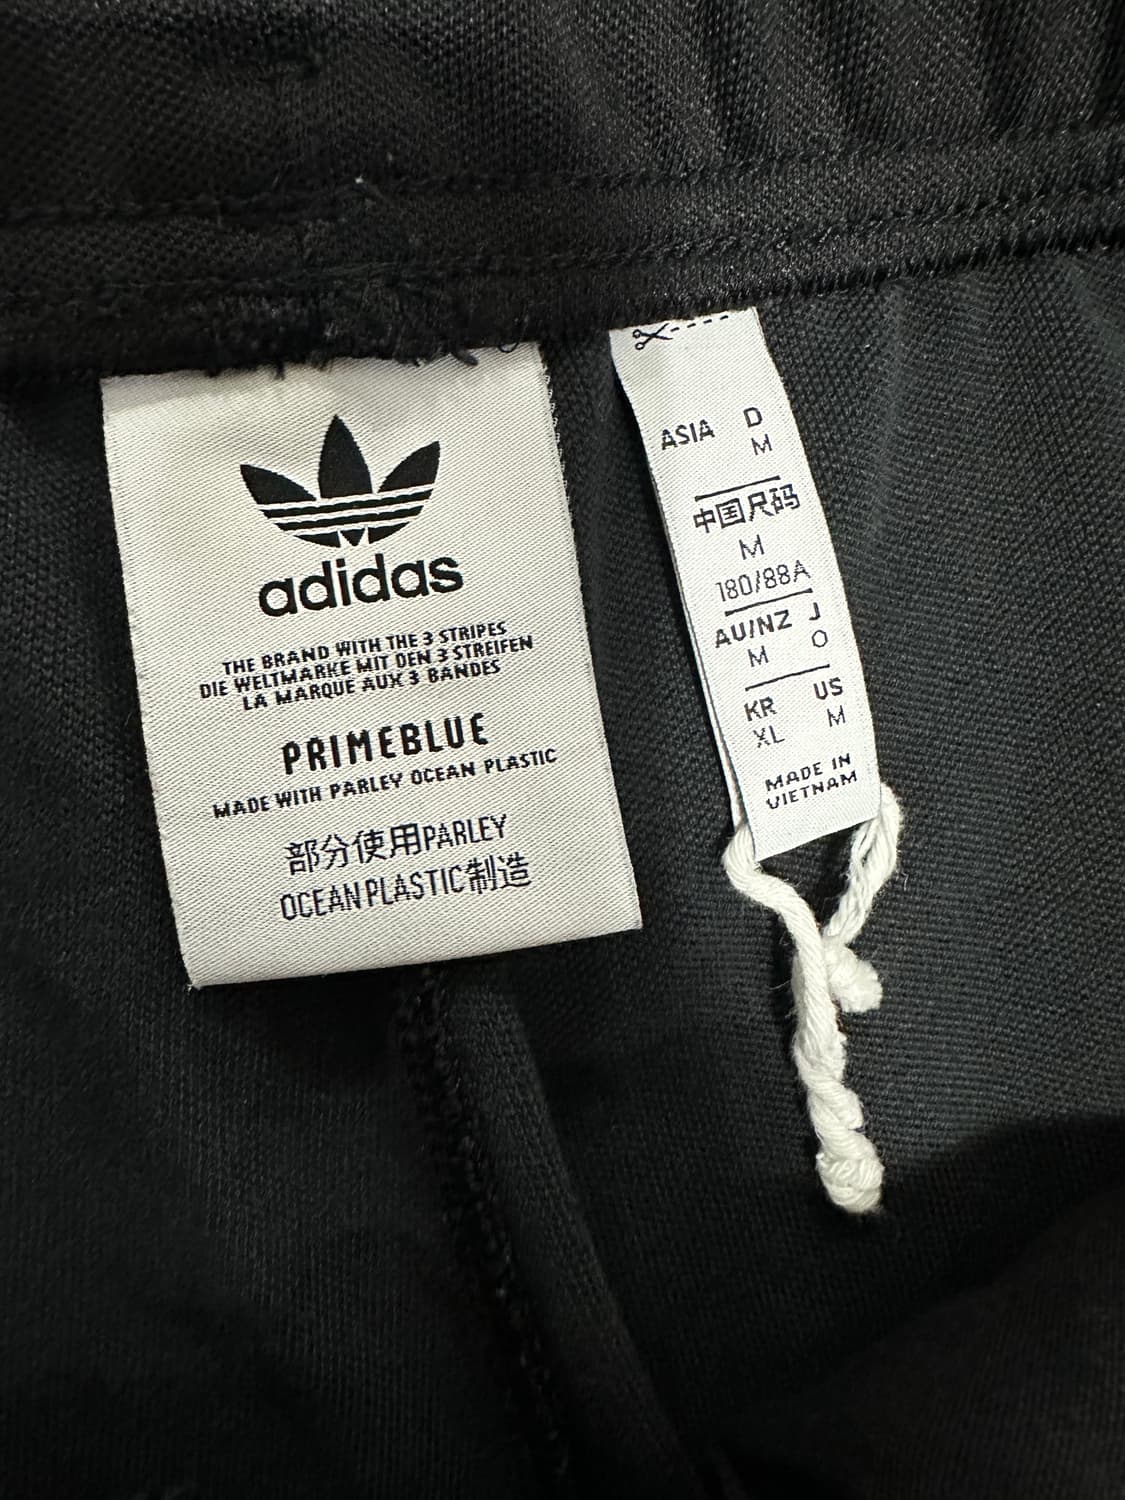 adidas
THE BRAND WITH THE 3 STRIPES
DIE WELTMARKE MIT DEN 3 STREIFEN
LA MARQUE AUX 3 BANDES
PRIMEBLUE
MADE WITH PARLEY OCEAN PLASTIC
部分使用PARLEY
OCEAN PLASTIC制造
ASIA D
M
中国尺码
M
180/88A
AU/NZ J
M O
KR US
XL M
MADE IN
VIETNAM